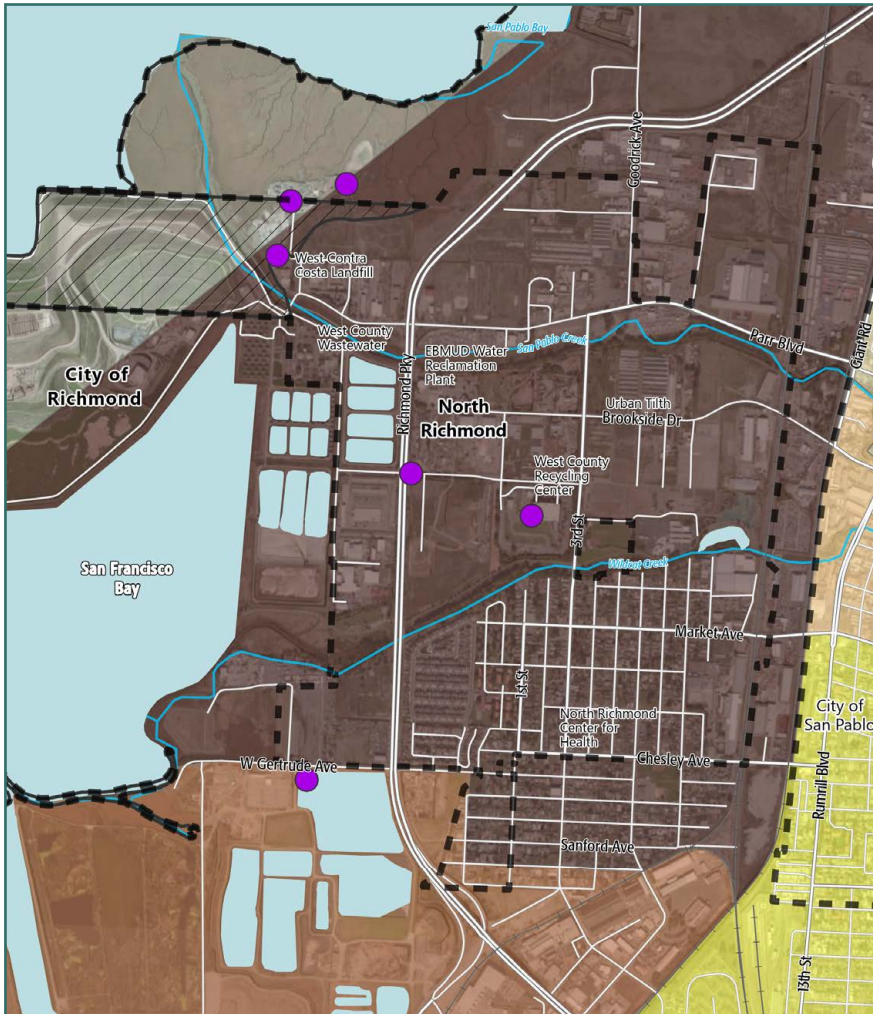 San Pablo Bay
Goodrick Ave
West Contra
Costa Landfill
West County
Wastewater
San Pablo Creek
EBMUD Water
Reclamation
Plant
Parr Blvd
Giant Rd
City of
Richmond
Richmond Pky
North
Richmond
Urban Tilth
Brookside Dr
West County
Recycling
Center
3rd St
San Francisco
Bay
Wildcat Creek
Market Ave
1st St
North Richmond
Center for
Health
City of
San Pablo
W Gertrude Ave
Chesley Ave
Rumrill Blvd
Sanford Ave
13th St